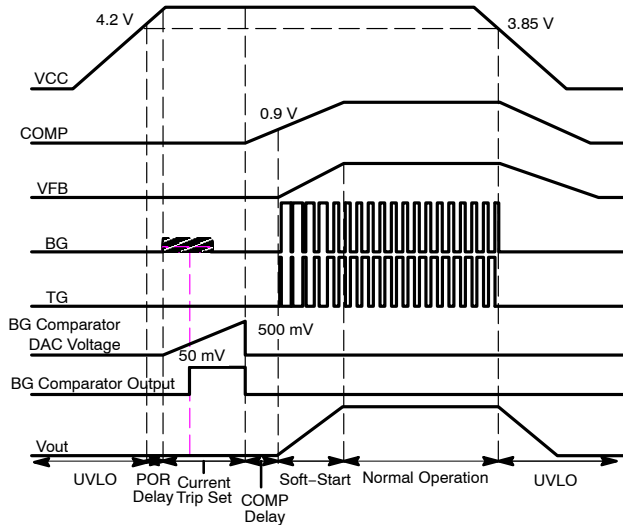 4.2 V
3.85 V
VCC
0.9 V
COMP
VFB
BG
TG
BG Comparator
DAC Voltage
500 mV
50 mV
BG Comparator Output
Vout
UVLO
POR
Delay
Current
Trip Set
COMP
Delay
Soft−Start
Normal Operation
UVLO